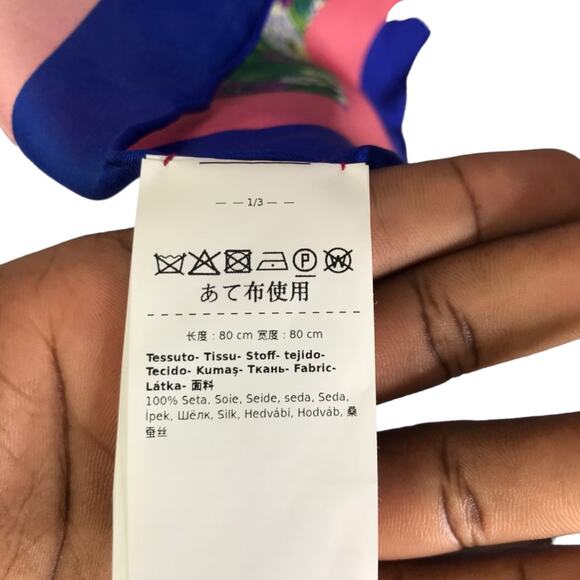 — — 1/3 — —
P W
あて布使用
长度 : 80 cm 宽度 : 80 cm
Tessuto- Tissu- Stoff- tejido-
Tecido- Kumaş- Ткань- Fabric-
Látka- 面料
100% Seta, Soie, Seide, seda, Seda,
İpek, Шёлк, Silk, Hedvábí, Hodváb, 桑
蚕丝